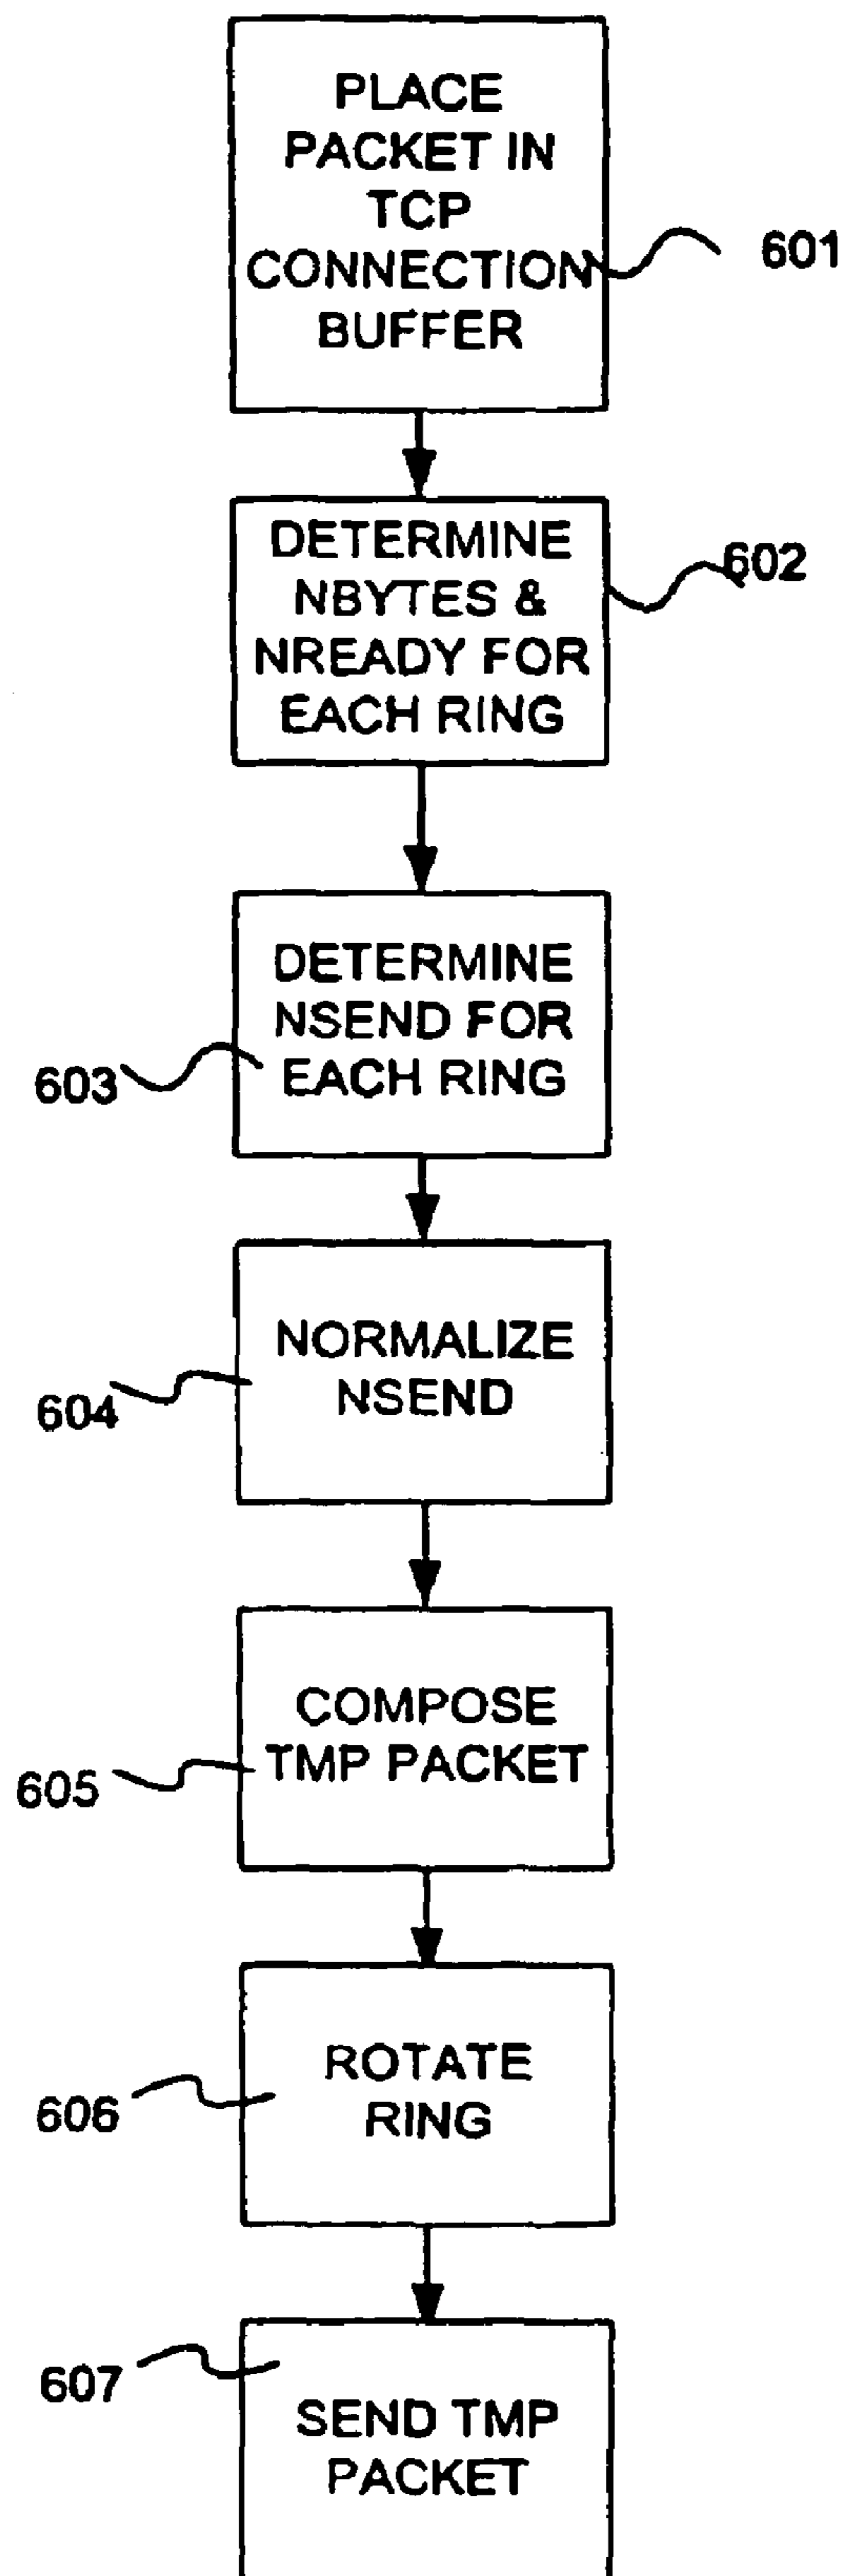 PLACE
PACKET IN
TCP
CONNECTION
BUFFER
601
DETERMINE
NBYTES &
NREADY FOR
EACH RING
602
DETERMINE
NSEND FOR
EACH RING
603
NORMALIZE
NSEND
604
COMPOSE
TMP PACKET
605
ROTATE
RING
606
607
SEND TMP
PACKET